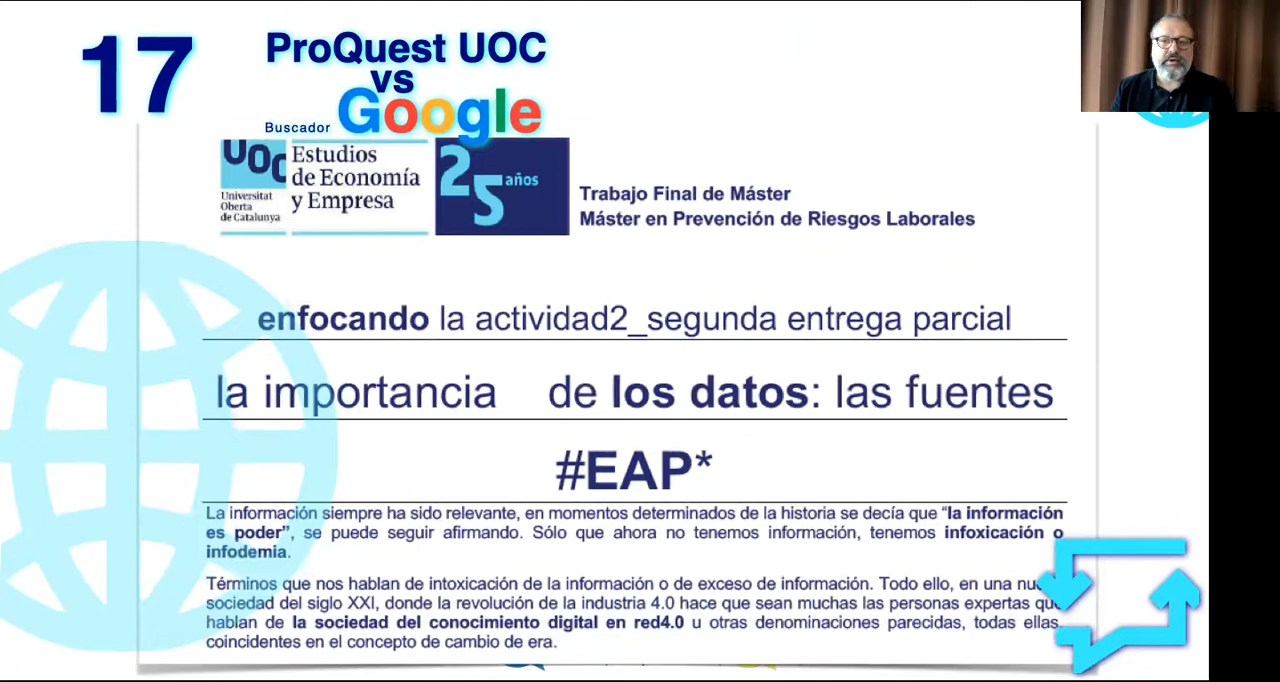 17
ProQuest UOC
vs
Buscador Google
UOC
Universitat
Oberta
de Catalunya
Estudios
de Economía
y Empresa
25 años
Trabajo Final de Máster
Máster en Prevención de Riesgos Laborales
enfocando la actividad2_segunda entrega parcial
la importancia de los datos: las fuentes
#EAP*
La información siempre ha sido relevante, en momentos determinados de la historia se decía que “la información
es poder”, se puede seguir afirmando. Sólo que ahora no tenemos información, tenemos infoxicación o
infodemia.
Términos que nos hablan de intoxicación de la información o de exceso de información. Todo ello, en una
sociedad del siglo XXI, donde la revolución de la industria 4.0 hace que sean muchas las personas expertas que
hablan de la sociedad del conocimiento digital en red4.0 u otras denominaciones parecidas, todas ellas,
coincidentes en el concepto de cambio de era.